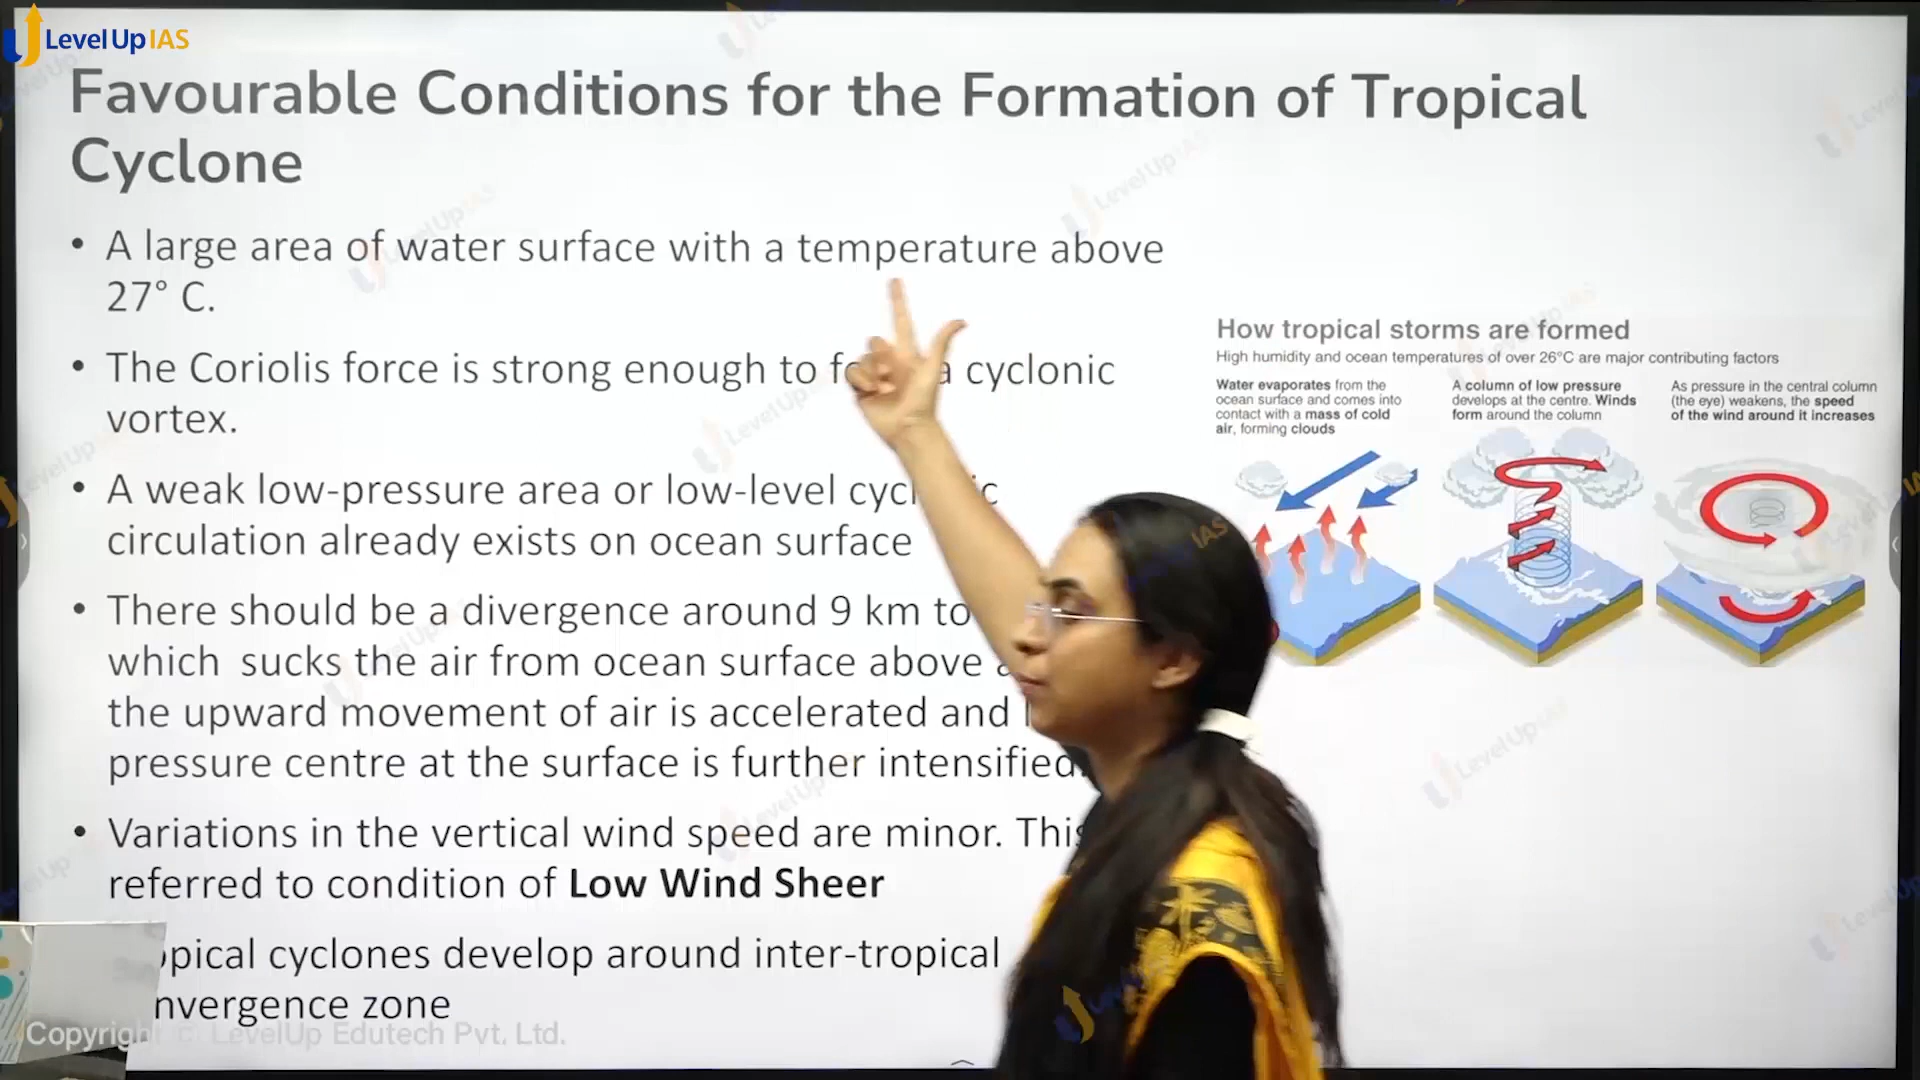 LevelUp IAS
Favourable Conditions for the Formation of Tropical
Cyclone
• A large area of water surface with a temperature above
27° C.
• The Coriolis force is strong enough to a cyclonic
vortex.
• A weak low-pressure area or low-level
circulation already exists on ocean surface
• There should be a divergence around 9 km to
which sucks the air from ocean surface above
the upward movement of air is accelerated and
pressure centre at the surface is further intensified.
• Variations in the vertical wind speed are minor. This
referred to condition of Low Wind Sheer
cyclones develop around inter-tropical
zone
How tropical storms are formed
High humidity and ocean temperatures of over 26°C are major contributing factors
Water evaporates from the
ocean surface and comes into
contact with a mass of cold
air, forming clouds
A column of low pressure
develops at the centre. Winds
form around the column
As pressure in the central column
(the eye) weakens, the speed
of the wind around it increases
Copyright © LevelUp Edutech Pvt. Ltd.